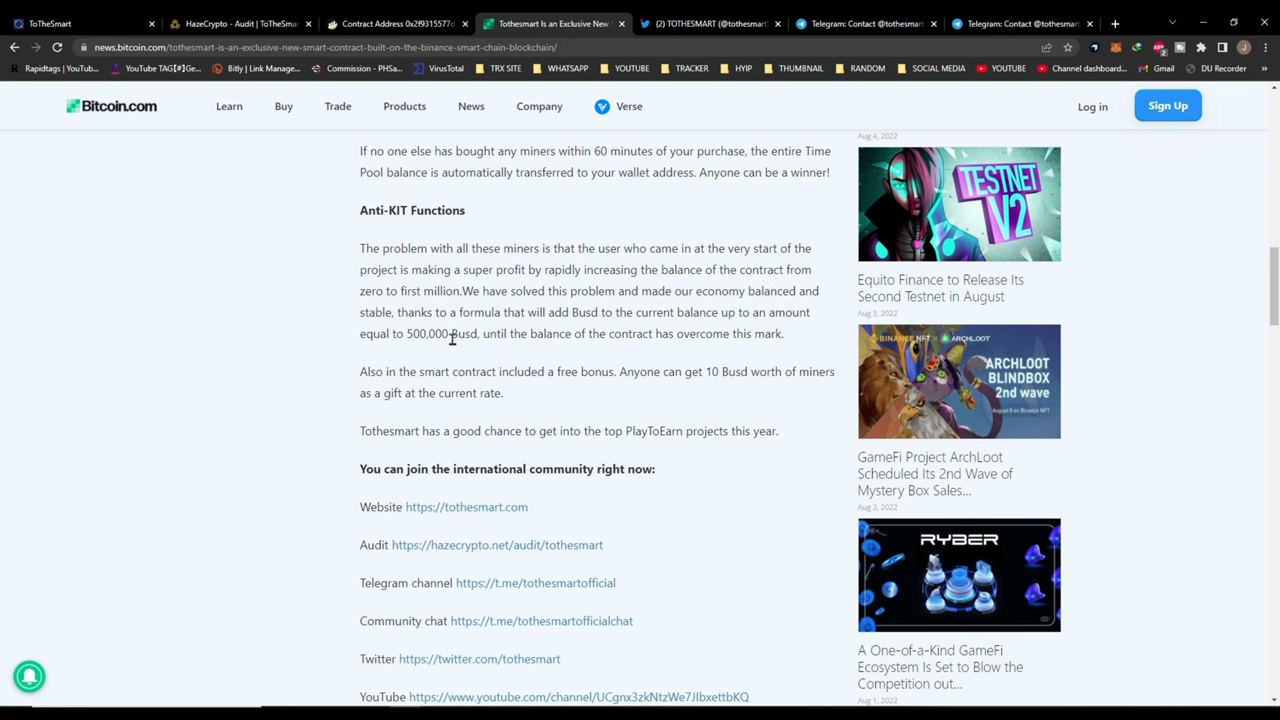 ToTheSmart
HazeCrypto - Audit | ToTheSmar
Contract Address 0x2f9315577d
Tothesmart Is an Exclusive New S
(2) TOTHESMART (@tothesmart)
Telegram: Contact @tothesmart
Telegram: Contact @tothesmart
news.bitcoin.com/tothesmart-is-an-exclusive-new-smart-contract-built-on-the-binance-smart-chain-blockchain/
Rapidtags | YouTub...
YouTube TAG【#】Ge...
Bitly | Link Manage...
Commission - PHSa...
VirusTotal
TRX SITE
WHATSAPP
YOUTUBE
TRACKER
HYIP
THUMBNAIL
RANDOM
SOCIAL MEDIA
YOUTUBE
Channel dashboard...
Gmail
DU Recorder
Bitcoin.com
Learn
Buy
Trade
Products
News
Company
Verse
Log in
Sign Up
If no one else has bought any miners within 60 minutes of your purchase, the entire Time
Pool balance is automatically transferred to your wallet address. Anyone can be a winner!
Anti-KIT Functions
The problem with all these miners is that the user who came in at the very start of the
project is making a super profit by rapidly increasing the balance of the contract from
zero to first million.We have solved this problem and made our economy balanced and
stable, thanks to a formula that will add Busd to the current balance up to an amount
equal to 500,000 Busd, until the balance of the contract has overcome this mark.
Also in the smart contract included a free bonus. Anyone can get 10 Busd worth of miners
as a gift at the current rate.
Tothesmart has a good chance to get into the top PlayToEarn projects this year.
You can join the international community right now:
Website https://tothesmart.com
Audit https://hazecrypto.net/audit/tothesmart
Telegram channel https://t.me/tothesmartofficial
Community chat https://t.me/tothesmartofficialchat
Twitter https://twitter.com/tothesmart
YouTube https://www.youtube.com/channel/UCgnx3zkNtzWe7JIbxettbKQ
Aug 4, 2022
TESTNET
V2
Equito Finance to Release Its
Second Testnet in August
Aug 3, 2022
BINANCE NFT × ARCHLOOT
ARCHLOOT
BLINDBOX
2nd wave
August 8 on Binance NFT
GameFi Project ArchLoot
Scheduled Its 2nd Wave of
Mystery Box Sales...
Aug 2, 2022
RYBER
A One-of-a-Kind GameFi
Ecosystem Is Set to Blow the
Competition out...
Aug 1, 2022